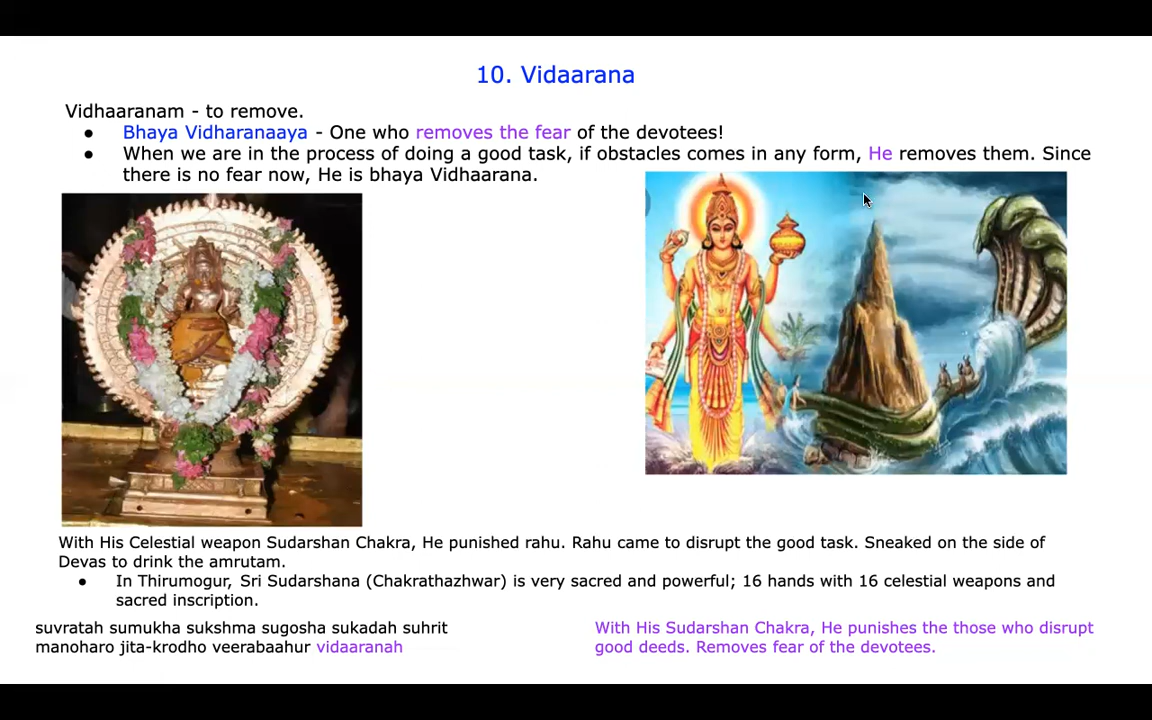 10. Vidaarana
Vidhaaranam - to remove.
● Bhaya Vidharanaaya - One who removes the fear of the devotees!
● When we are in the process of doing a good task, if obstacles comes in any form, He removes them. Since
there is no fear now, He is bhaya Vidhaarana.
With His Celestial weapon Sudarshan Chakra, He punished rahu. Rahu came to disrupt the good task. Sneaked on the side of
Devas to drink the amrutam.
● In Thirumogur, Sri Sudarshana (Chakrathazhwar) is very sacred and powerful; 16 hands with 16 celestial weapons and
sacred inscription.
suvratah sumukha sukshma sugosha sukadah suhrit
manoharo jita-krodho veerabaahur vidaaranah
With His Sudarshan Chakra, He punishes the those who disrupt
good deeds. Removes fear of the devotees.